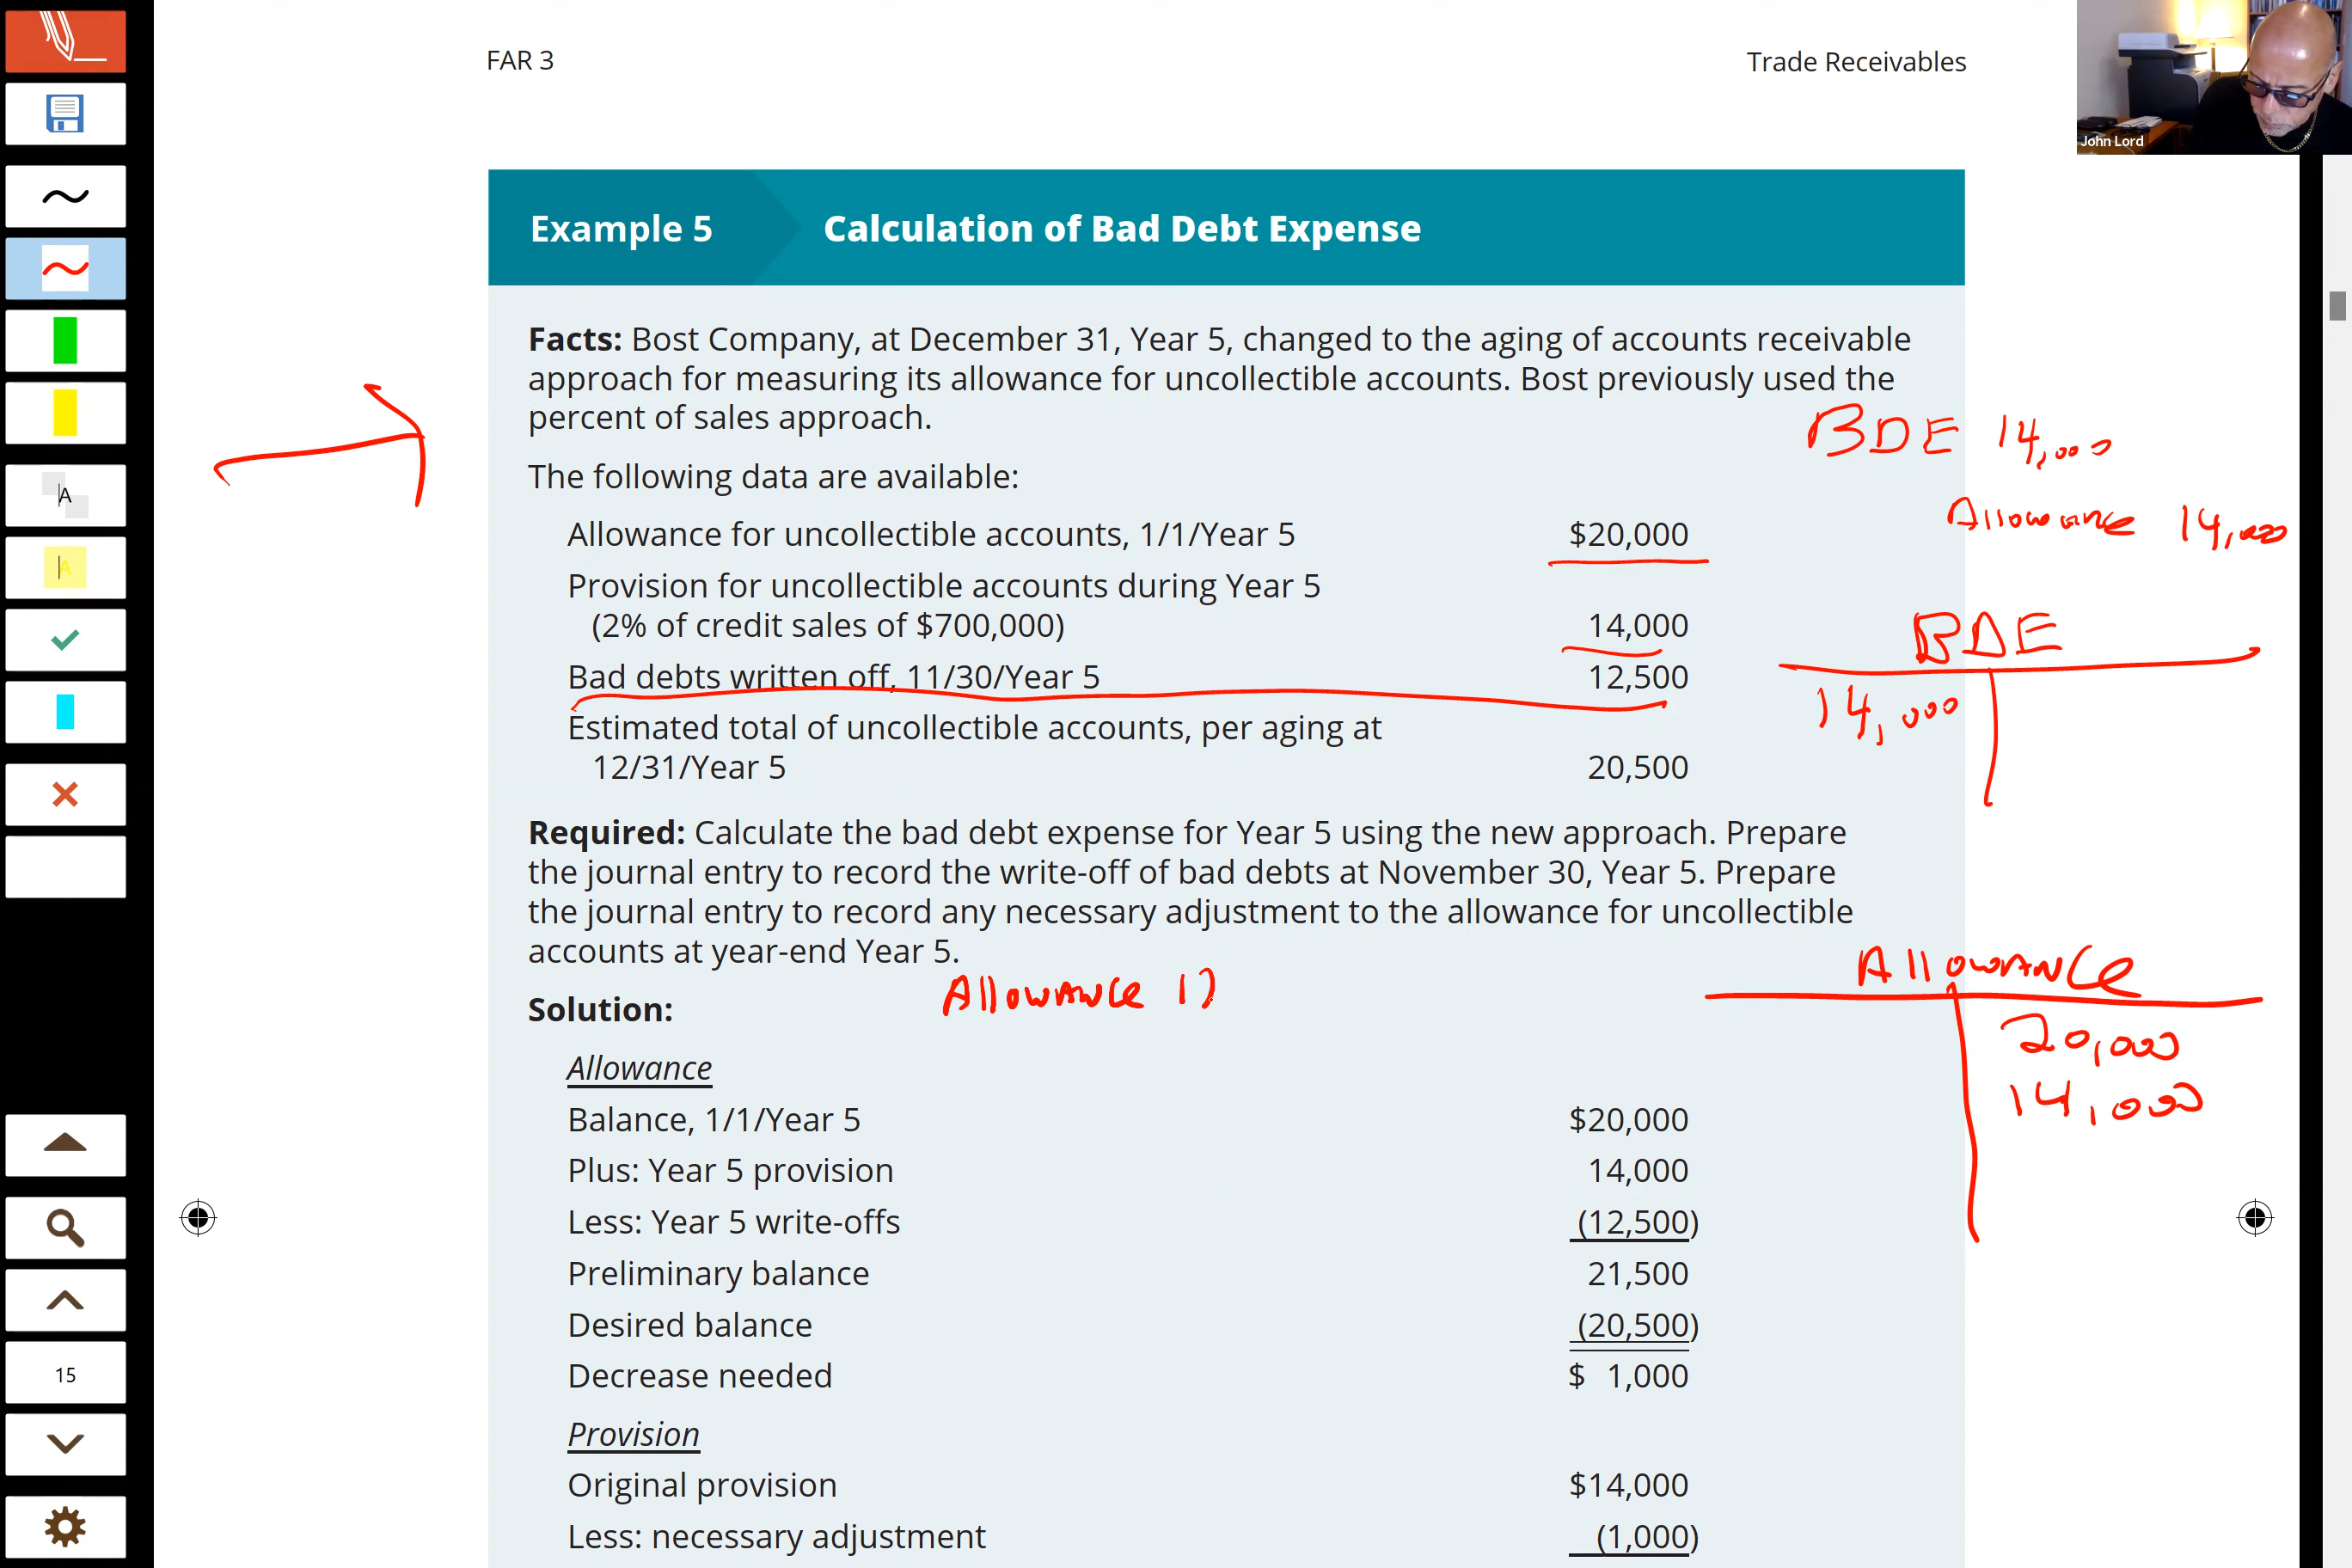 FAR 3
Trade Receivables
John Lord
Example 5 Calculation of Bad Debt Expense
Facts: Bost Company, at December 31, Year 5, changed to the aging of accounts receivable
approach for measuring its allowance for uncollectible accounts. Bost previously used the
percent of sales approach.
BDE 14,000
The following data are available:
Allowance for uncollectible accounts, 1/1/Year 5 $20,000
Allowance 14,000
Provision for uncollectible accounts during Year 5
(2% of credit sales of $700,000) 14,000
BDE
Bad debts written off, 11/30/Year 5 12,500
14,000
Estimated total of uncollectible accounts, per aging at
12/31/Year 5 20,500
Required: Calculate the bad debt expense for Year 5 using the new approach. Prepare
the journal entry to record the write-off of bad debts at November 30, Year 5. Prepare
the journal entry to record any necessary adjustment to the allowance for uncollectible
accounts at year-end Year 5.
Allowance
Solution:
Allowance 12
20,000
Allowance
14,000
Balance, 1/1/Year 5 $20,000
Plus: Year 5 provision 14,000
Less: Year 5 write-offs (12,500)
Preliminary balance 21,500
Desired balance (20,500)
Decrease needed $ 1,000
Provision
Original provision $14,000
Less: necessary adjustment (1,000)
A
A
15